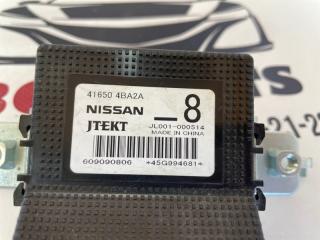 41650 4BA2A
NISSAN 8
JTEKT JL001-000514
MADE IN CHINA
609090806 *45G994681*